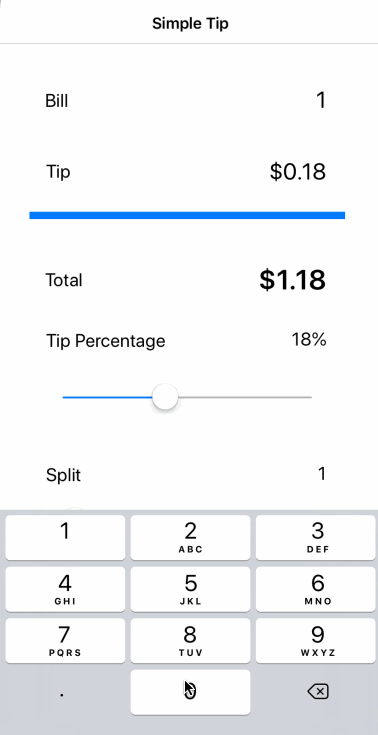 Simple Tip
Bill 1
Tip $0.18
Total $1.18
Tip Percentage 18%
Split 1
1 2 3
ABC DEF
4 5 6
GHI JKL MNO
7 8 9
PQRS TUV WXYZ
. 0